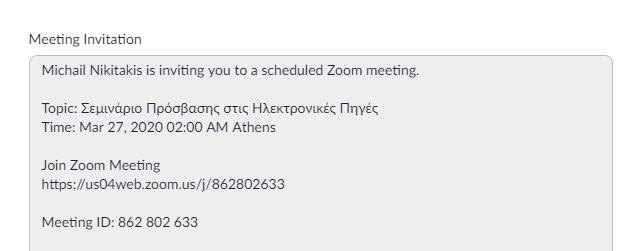 Meeting Invitation
Michail Nikitakis is inviting you to a scheduled Zoom meeting.
Topic: Σεμινάριο Πρόσβασης στις Ηλεκτρονικές Πηγές
Time: Mar 27, 2020 02:00 AM Athens
Join Zoom Meeting
https://us04web.zoom.us/j/862802633
Meeting ID: 862 802 633